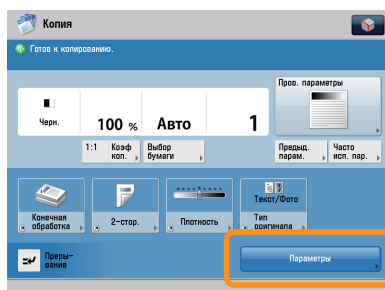 Копия
Готов к копированию.
Пров. параметры
Черн.
100 %
Авто
1
1:1
Коэф
коп.
Выбор
бумаги
Предыд.
парам.
Часто
исп. пар.
Конечная
обработка
2-стор.
Плотность
Текст/Фото
Тип
оригинала
Преры-
вание
Параметры